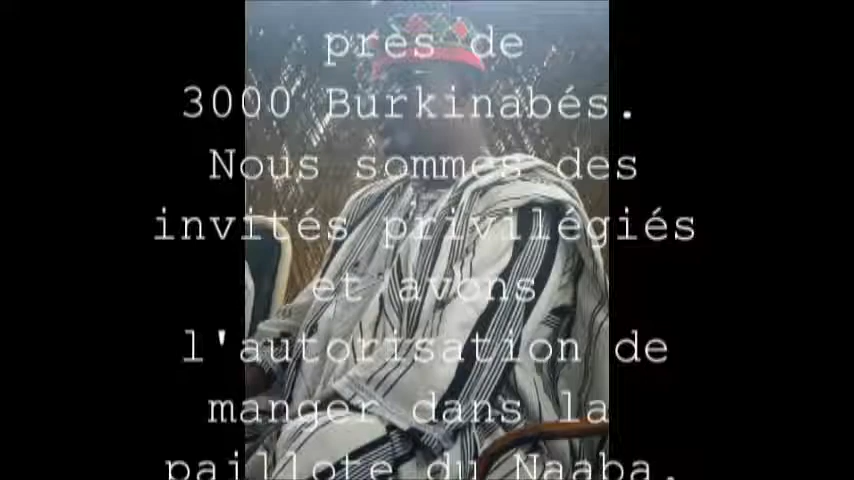 près de
3000 Burkinabés.
Nous sommes des
invités privilégiés
et avons
l'autorisation de
manger dans la
paillote du Naaba.